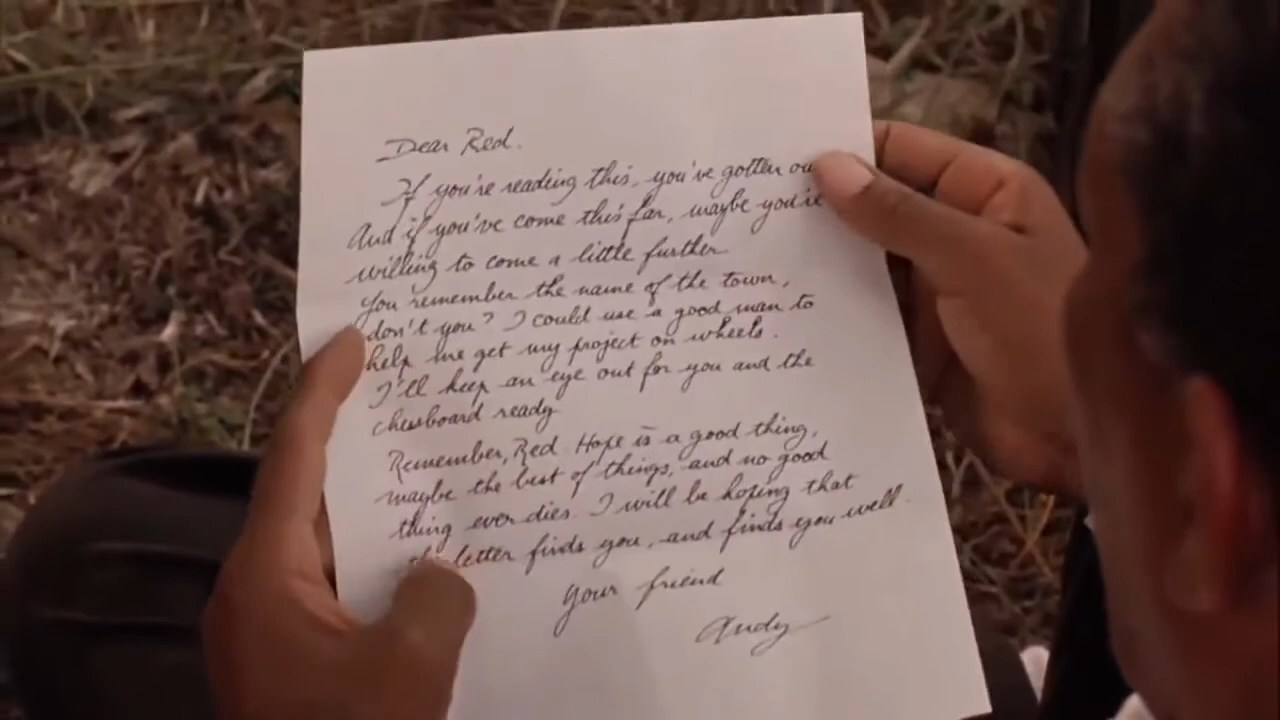 Dear Red.
If you're reading this, you've gotten ou
And if you've come this far, maybe you're
willing to come a little further.
You remember the name of the town,
don't you? I could use a good man to
help me get my project on wheels.
I'll keep an eye out for you and the
chessboard ready.
Remember, Red. Hope is a good thing,
maybe the best of things, and no good
thing ever dies. I will be hoping that
this letter finds you, and finds you well.
Your friend
Andy